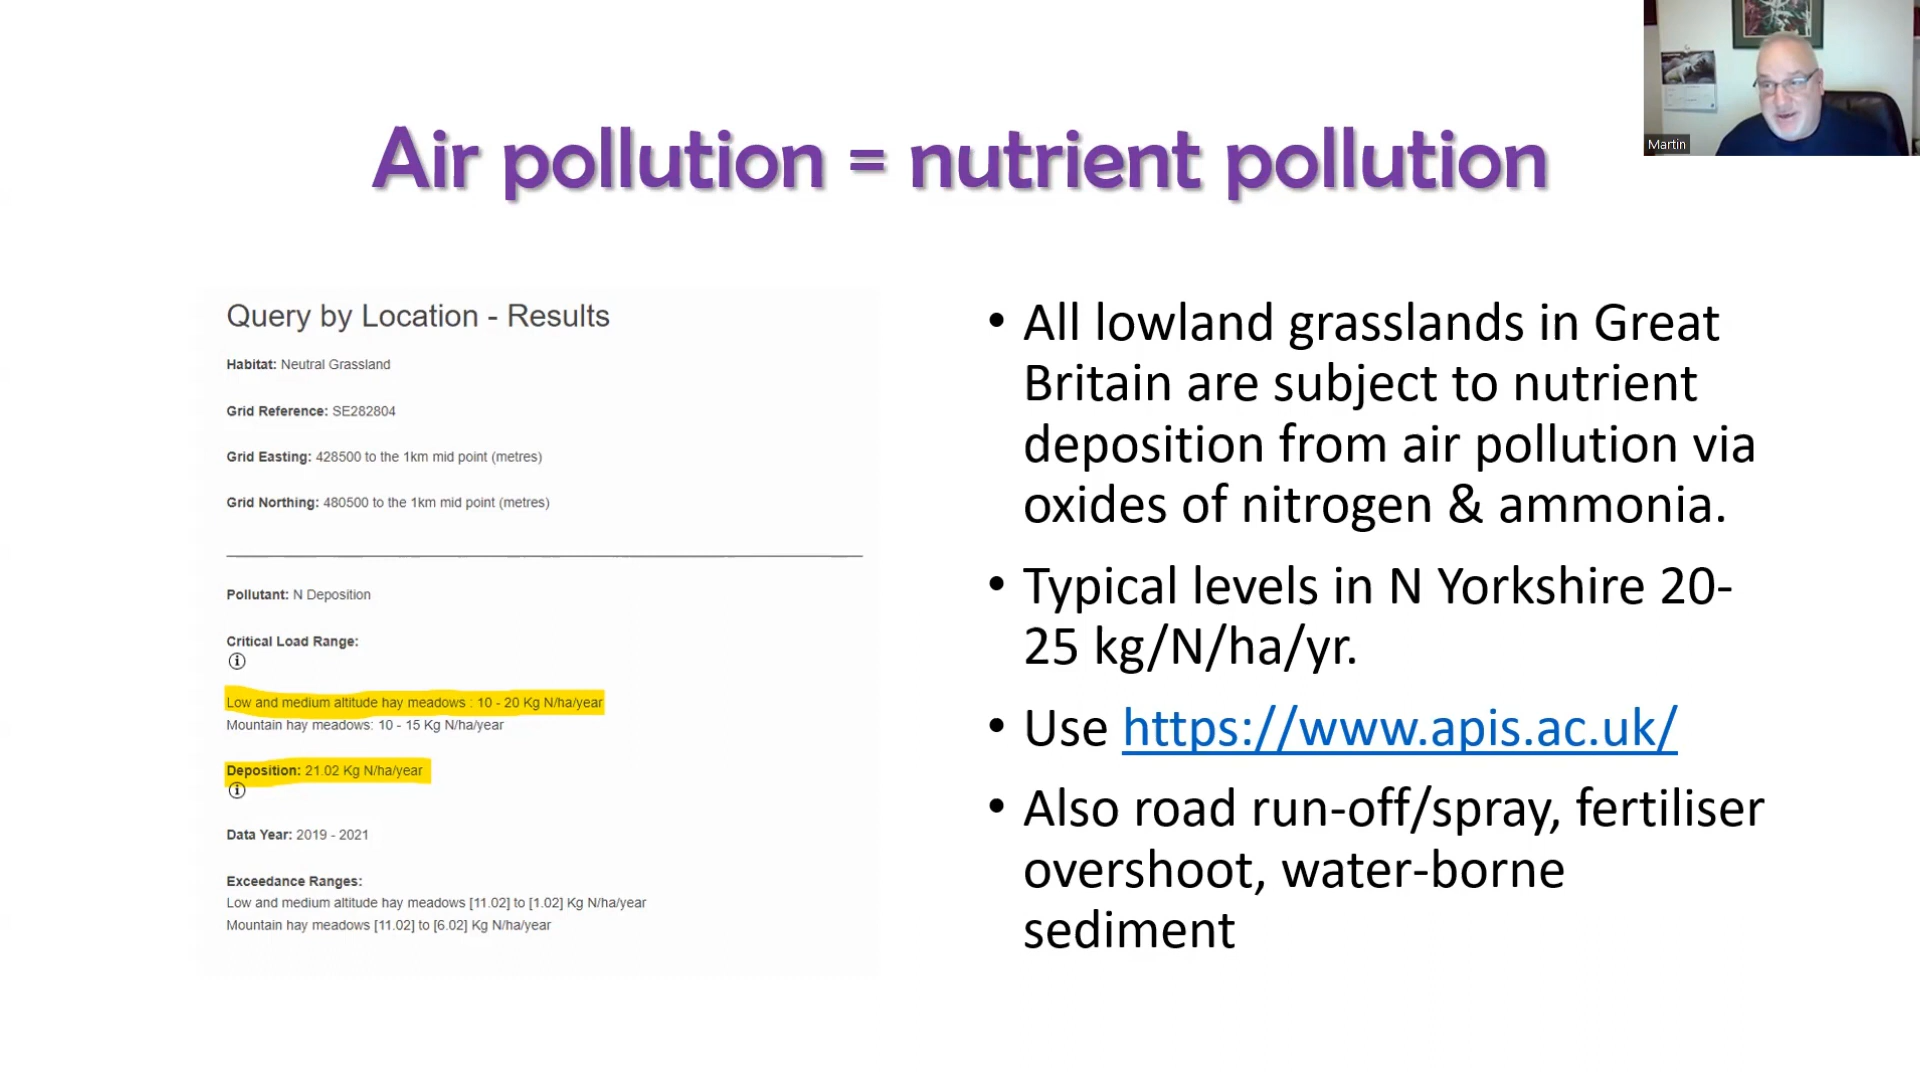 Martin
Air pollution = nutrient pollution
Query by Location - Results
Habitat: Neutral Grassland
Grid Reference: SE282804
Grid Easting: 428500 to the 1km mid point (metres)
Grid Northing: 480500 to the 1km mid point (metres)
Pollutant: N Deposition
Critical Load Range:
Low and medium altitude hay meadows : 10 - 20 Kg N/ha/year
Mountain hay meadows: 10 - 15 Kg N/ha/year
Deposition: 21.02 Kg N/ha/year
Data Year: 2019 - 2021
Exceedance Ranges:
Low and medium altitude hay meadows [11.02] to [1.02] Kg N/ha/year
Mountain hay meadows [11.02] to [6.02] Kg N/ha/year
• All lowland grasslands in Great
Britain are subject to nutrient
deposition from air pollution via
oxides of nitrogen & ammonia.
• Typical levels in N Yorkshire 20-
25 kg/N/ha/yr.
• Use https://www.apis.ac.uk/
• Also road run-off/spray, fertiliser
overshoot, water-borne
sediment